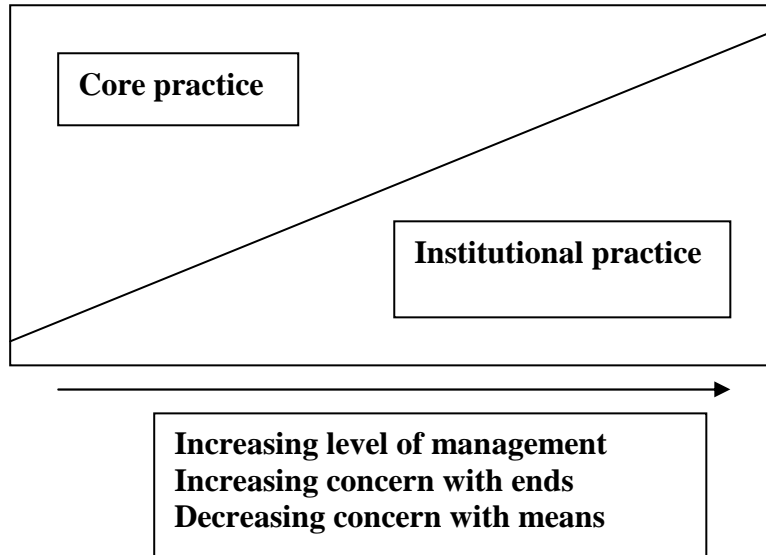 Core practice
Institutional practice
Increasing level of management
Increasing concern with ends
Decreasing concern with means